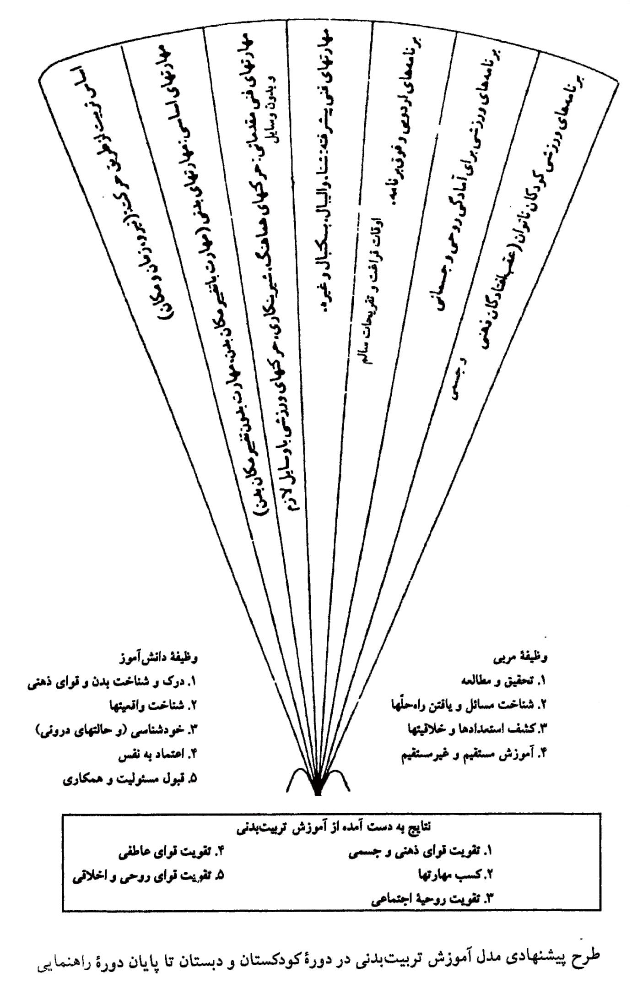 برنامه‌های ورزشی کودکان ناتوان (عقب‌افتادگان ذهنی
و جسمی
برنامه‌های ورزشی برای آمادگی روحی و جسمانی
برنامه‌های اردویی و فوق برنامه.
اوقات فراغت و تفریحات سالم
مهارتهای فنی پیشرفته: شنا، والیبال، بسکتبال و غیره.
مهارتهای فنی مقدماتی: حرکتهای هماهنگ، شیرینکاری، حرکتهای ورزشی با وسایل لازم
و بدون وسایل
مهارتهای اساسی: مهارتهای بدنی (مهارت با تغییر مکان بدن، مهارت بدون تغییر مکان بدن)
اساس تربیت از طریق حرکت: (نیرو، زمان و مکان)
وظیفهٔ مربی
۱. تحقیق و مطالعه
۲. شناخت مسائل و یافتن راه‌حلّها
۳. کشف استعدادها و خلاقیتها
۴. آموزش مستقیم و غیرمستقیم
وظیفهٔ دانش‌آموز
۱. درک و شناخت بدن و قوای ذهنی
۲. شناخت واقعیتها
۳. خودشناسی (و حالتهای درونی)
۴. اعتماد به نفس
۵. قبول مسئولیت و همکاری
نتایج به دست آمده از آموزش تربیت‌بدنی
۱. تقویت قوای ذهنی و جسمی
۲. کسب مهارتها
۳. تقویت روحیهٔ اجتماعی
۴. تقویت قوای عاطفی
۵. تقویت قوای روحی و اخلاقی
طرح پیشنهادی مدل آموزش تربیت‌بدنی در دورهٔ کودکستان و دبستان تا پایان دورهٔ راهنمایی